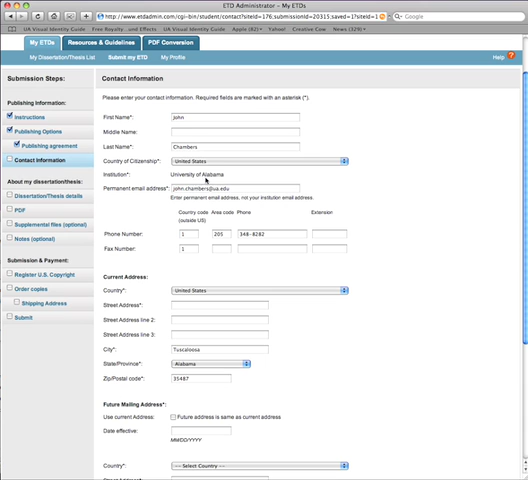 ETD Administrator — My ETDs
http://www.etdadmin.com/cgi-bin/student/contact?siteId=176;submissionId=20315;saved=1?siteId=1
Google
UA Visual Identity Guide
Apple (82)
Yahoo!
Creative Cow
News (329)
UA Visual Identity Guide
My ETDs
Resources & Guidelines
PDF Conversion
My Dissertation/Thesis List
Submit my ETD
My Profile
Help
Submission Steps:
Publishing Information:
Instructions
Publishing Options
Publishing agreement
Contact Information
About my dissertation/thesis:
Dissertation/Thesis details
PDF
Supplemental files (optional)
Notes (optional)
Submission & Payment:
Register U.S. Copyright
Order copies
Shipping Address
Submit
Contact Information
Please enter your contact information. Required fields are marked with an asterisk (*).
First Name*: John
Middle Name:
Last Name*: Chambers
Country of Citizenship*: United States
Institution*: University of Alabama
Permanent email address*: john.chambers@ua.edu
Enter permanent email address, not your institution email address.
Country code Area code Phone Extension
(outside US)
Phone Number: 1 205 348-8282
Fax Number: 1
Current Address:
Country*: United States
Street Address*:
Street Address line 2:
Street Address line 3:
City*: Tuscaloosa
State/Province*: Alabama
Zip/Postal code*: 35487
Future Mailing Address*:
Use current Address: Future address is same as current address
Date effective:
MMDD/YYYY
Country*: --- Select Country ---